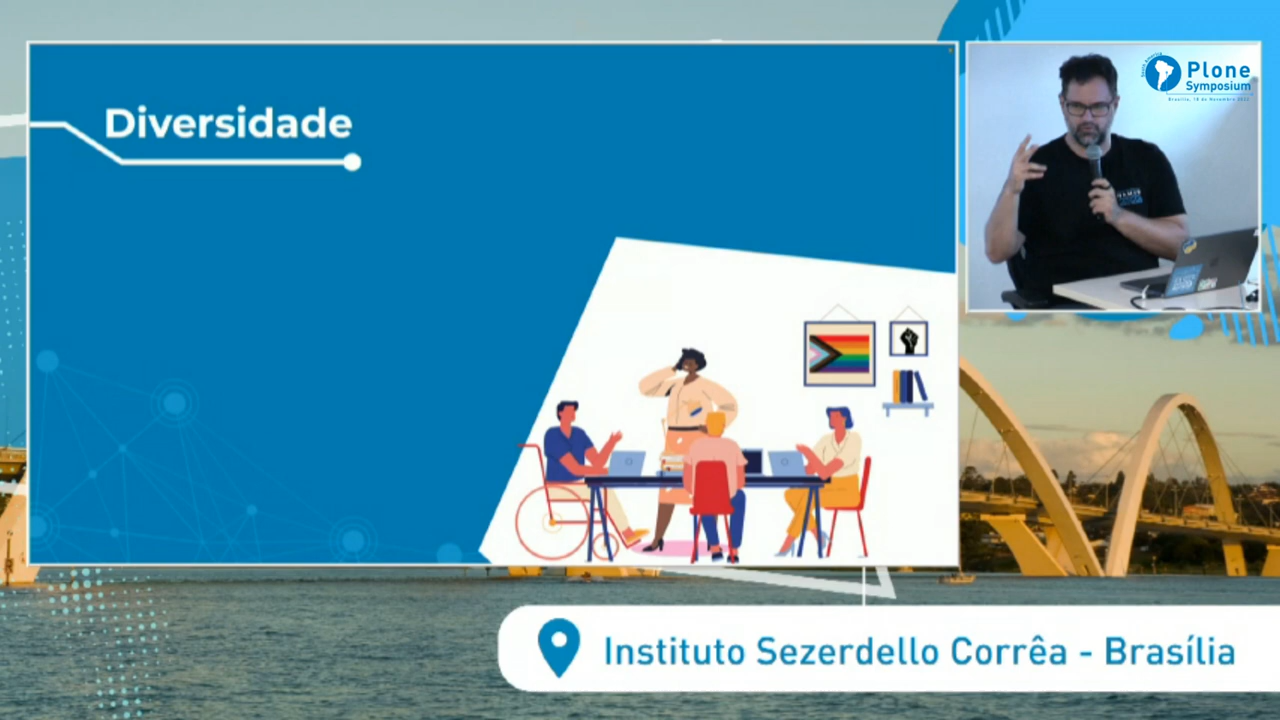 Diversidade
Plone
Symposium
Instituto Sezerdello Corrêa - Brasília